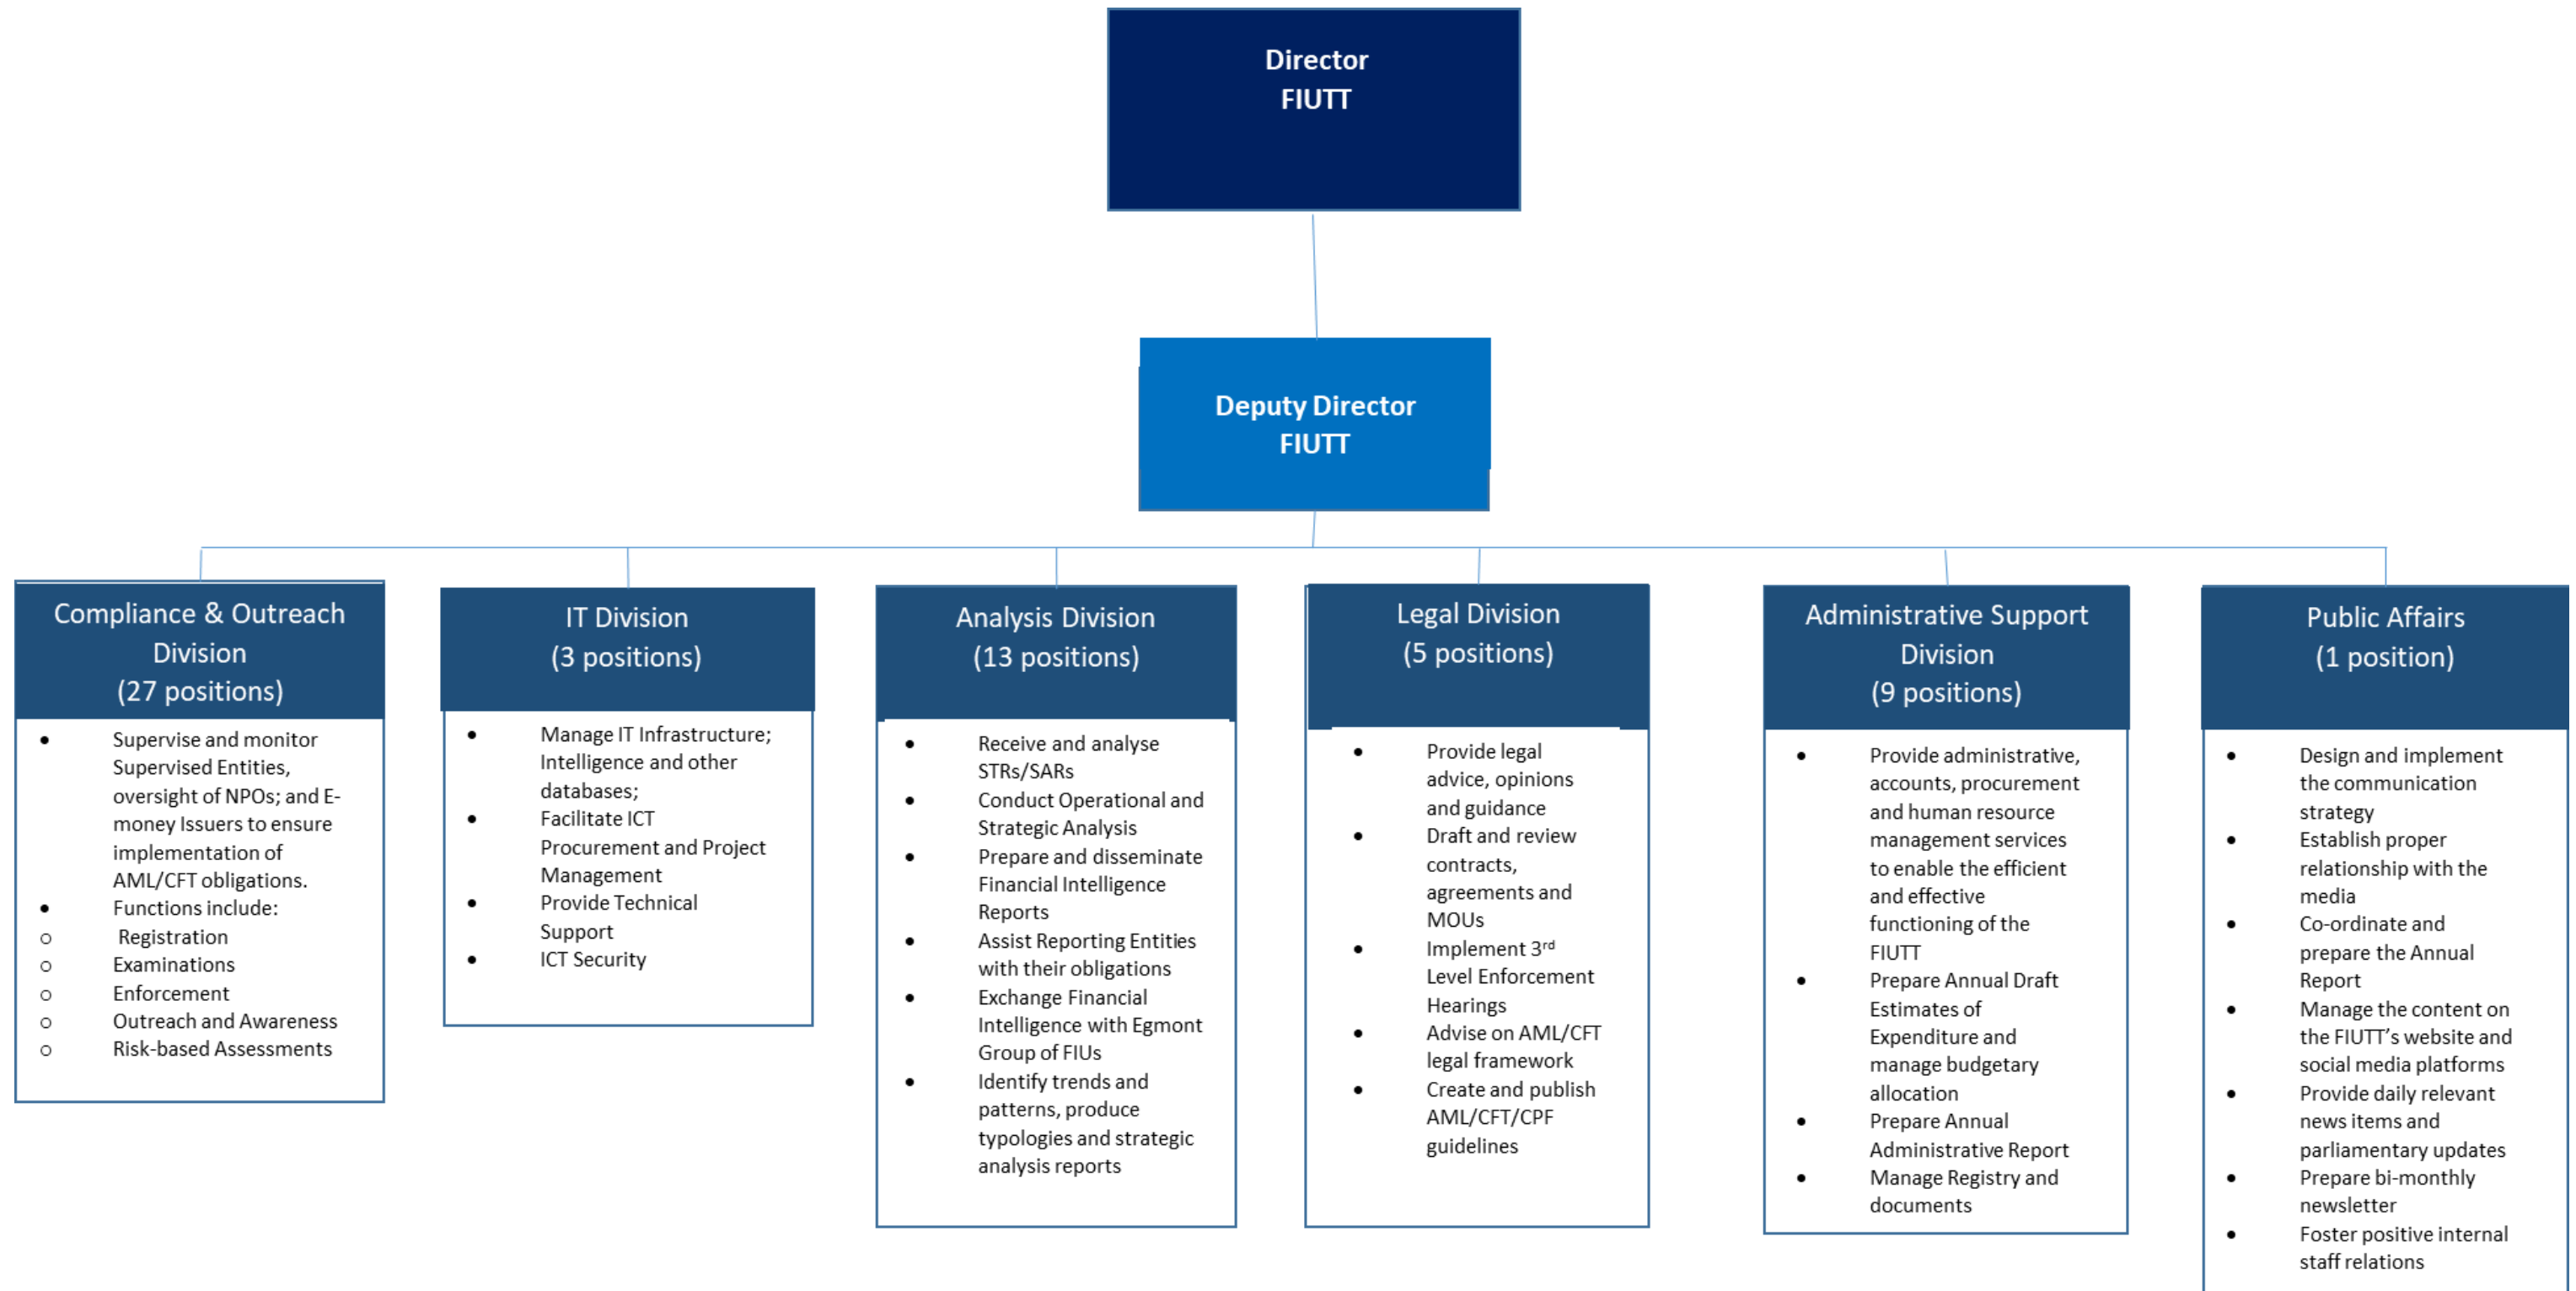 Director
FIUTT
Deputy Director
FIUTT
Compliance & Outreach
Division
(27 positions)
• Supervise and monitor
Supervised Entities,
oversight of NPOs; and E-
money Issuers to ensure
implementation of
AML/CFT obligations.
• Functions include:
o Registration
o Examinations
o Enforcement
o Outreach and Awareness
o Risk-based Assessments
IT Division
(3 positions)
• Manage IT Infrastructure;
Intelligence and other
databases;
• Facilitate ICT
Procurement and Project
Management
• Provide Technical
Support
• ICT Security
Analysis Division
(13 positions)
• Receive and analyse
STRs/SARs
• Conduct Operational and
Strategic Analysis
• Prepare and disseminate
Financial Intelligence
Reports
• Assist Reporting Entities
with their obligations
• Exchange Financial
Intelligence with Egmont
Group of FIUs
• Identify trends and
patterns, produce
typologies and strategic
analysis reports
Legal Division
(5 positions)
• Provide legal
advice, opinions
and guidance
• Draft and review
contracts,
agreements and
MOUs
• Implement 3rd
Level Enforcement
Hearings
• Advise on AML/CFT
legal framework
• Create and publish
AML/CFT/CPF
guidelines
Administrative Support
Division
(9 positions)
• Provide administrative,
accounts, procurement
and human resource
management services
to enable the efficient
and effective
functioning of the
FIUTT
• Prepare Annual Draft
Estimates of
Expenditure and
manage budgetary
allocation
• Prepare Annual
Administrative Report
• Manage Registry and
documents
Public Affairs
(1 position)
• Design and implement
the communication
strategy
• Establish proper
relationship with the
media
• Co-ordinate and
prepare the Annual
Report
• Manage the content on
the FIUTT’s website and
social media platforms
• Provide daily relevant
news items and
parliamentary updates
• Prepare bi-monthly
newsletter
• Foster positive internal
staff relations